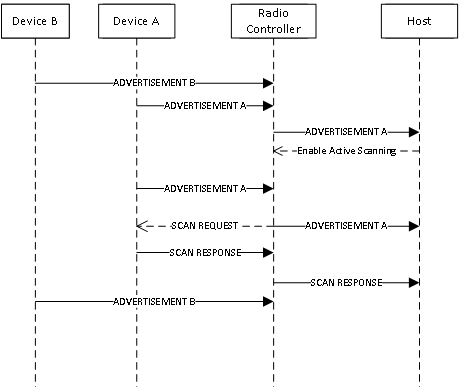 Device B
Device A
Radio
Controller
Host
ADVERTISEMENT B
ADVERTISEMENT A
ADVERTISEMENT A
Enable Active Scanning
ADVERTISEMENT A
SCAN REQUEST
ADVERTISEMENT A
SCAN RESPONSE
SCAN RESPONSE
ADVERTISEMENT B